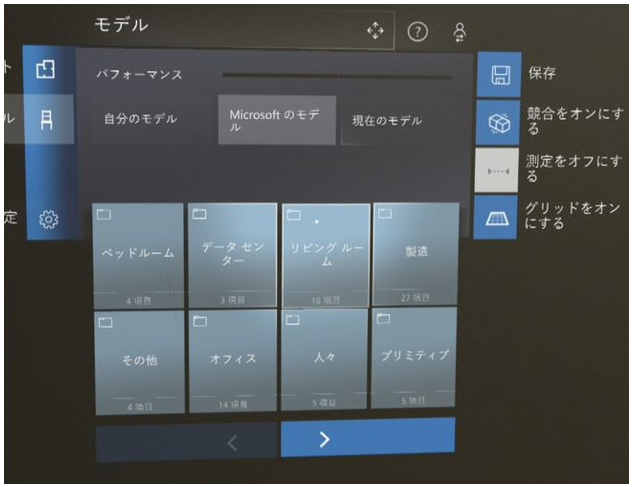 モデル
ト
パフォーマンス
保存
ル
自分のモデル
Microsoft のモデ
ル
現在のモデル
競合をオンにす
る
測定をオフにす
る
定
グリッドをオン
にする
ベッドルーム
4 項目
データ セン
ター
3 項目
リビング ルー
ム
16 項目
製造
27 項目
その他
4 項目
オフィス
14 項目
人々
5 項目
プリミティブ
5 項目